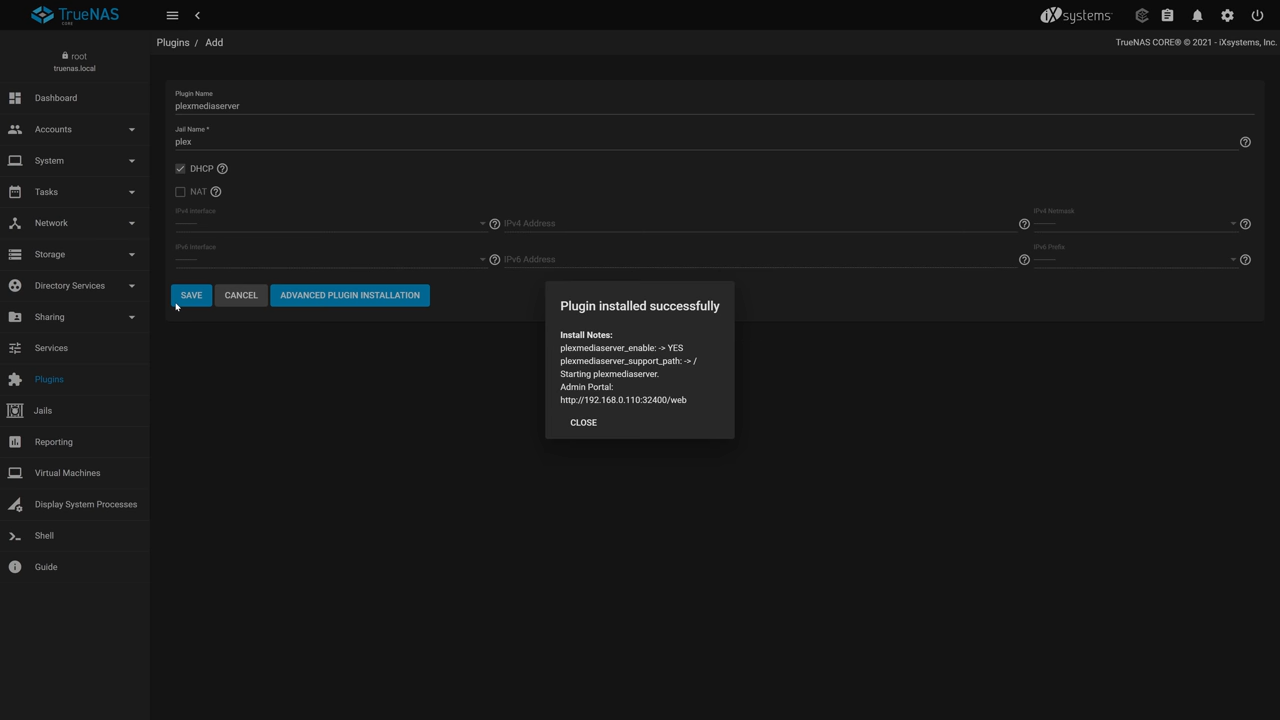 TrueNAS
CORE
iXsystems
Plugins / Add
TrueNAS CORE® © 2021 - iXsystems, Inc.
root
truenas.local
Dashboard
Accounts
System
Tasks
Network
Storage
Directory Services
Sharing
Services
Plugins
Jails
Reporting
Virtual Machines
Display System Processes
Shell
Guide
Plugin Name
plexmediaserver
Jail Name *
plex
DHCP
NAT
IPv4 Interface
------
IPv4 Address
IPv4 Netmask
------
IPv6 Interface
------
IPv6 Address
IPv6 Prefix
------
SAVE
CANCEL
ADVANCED PLUGIN INSTALLATION
Plugin installed successfully
Install Notes:
plexmediaserver_enable: -> YES
plexmediaserver_support_path: -> /
Starting plexmediaserver.
Admin Portal:
http://192.168.0.110:32400/web
CLOSE